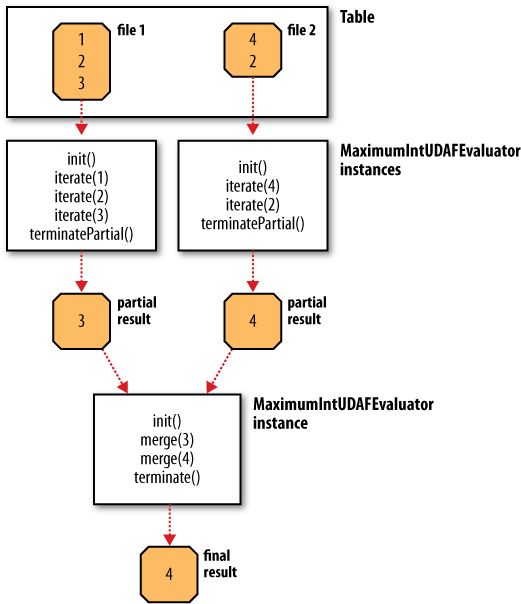 Table
file 1
1
2
3
file 2
4
2
MaximumIntUDAFEvaluator
instances
init()
iterate(1)
iterate(2)
iterate(3)
terminatePartial()
init()
iterate(4)
iterate(2)
terminatePartial()
3
partial
result
4
partial
result
MaximumIntUDAFEvaluator
instance
init()
merge(3)
merge(4)
terminate()
4
final
result